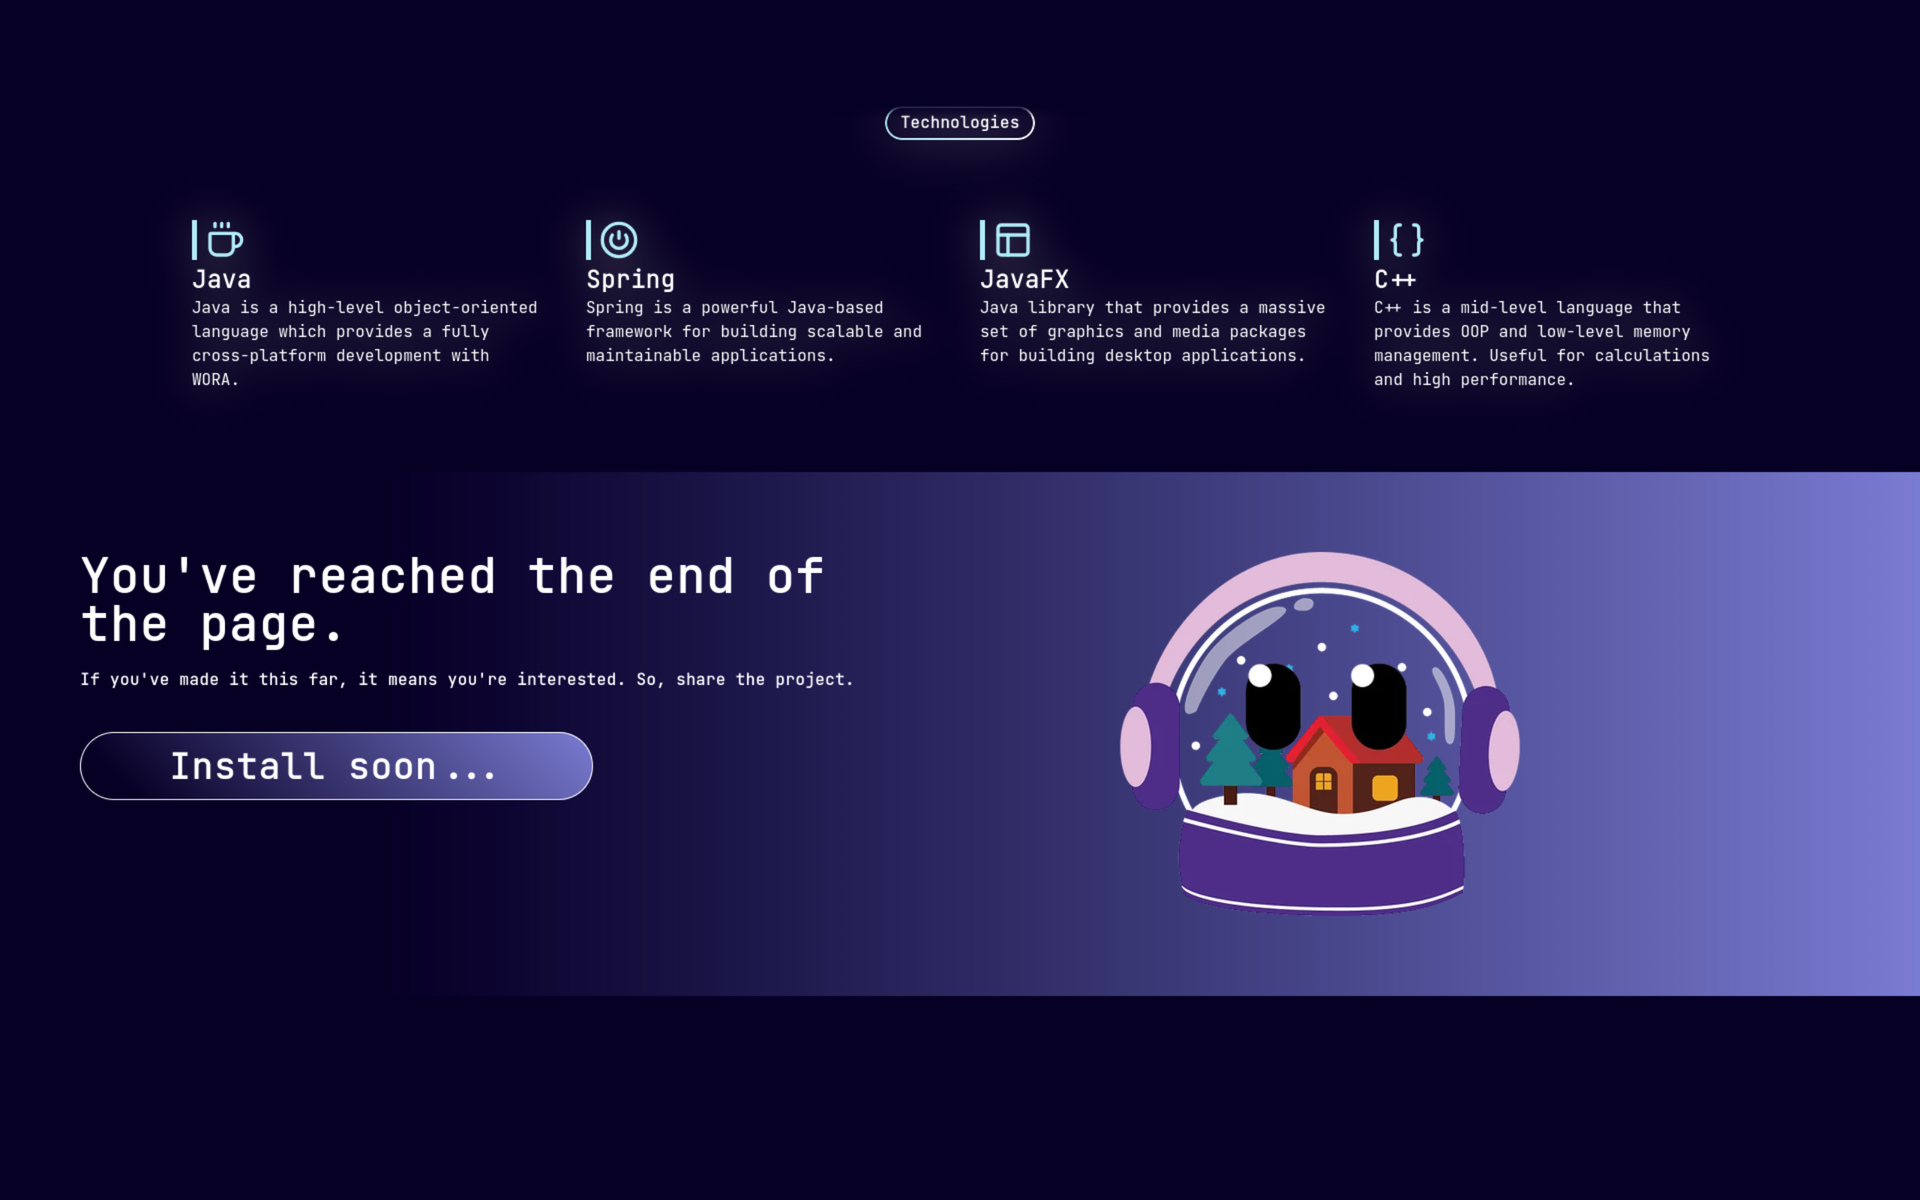 Technologies
Java
Java is a high-level object-oriented
language which provides a fully
cross-platform development with
WORA.
Spring
Spring is a powerful Java-based
framework for building scalable and
maintainable applications.
JavaFX
Java library that provides a massive
set of graphics and media packages
for building desktop applications.
C++
C++ is a mid-level language that
provides OOP and low-level memory
management. Useful for calculations
and high performance.
You've reached the end of
the page.
If you've made it this far, it means you're interested. So, share the project.
Install soon...